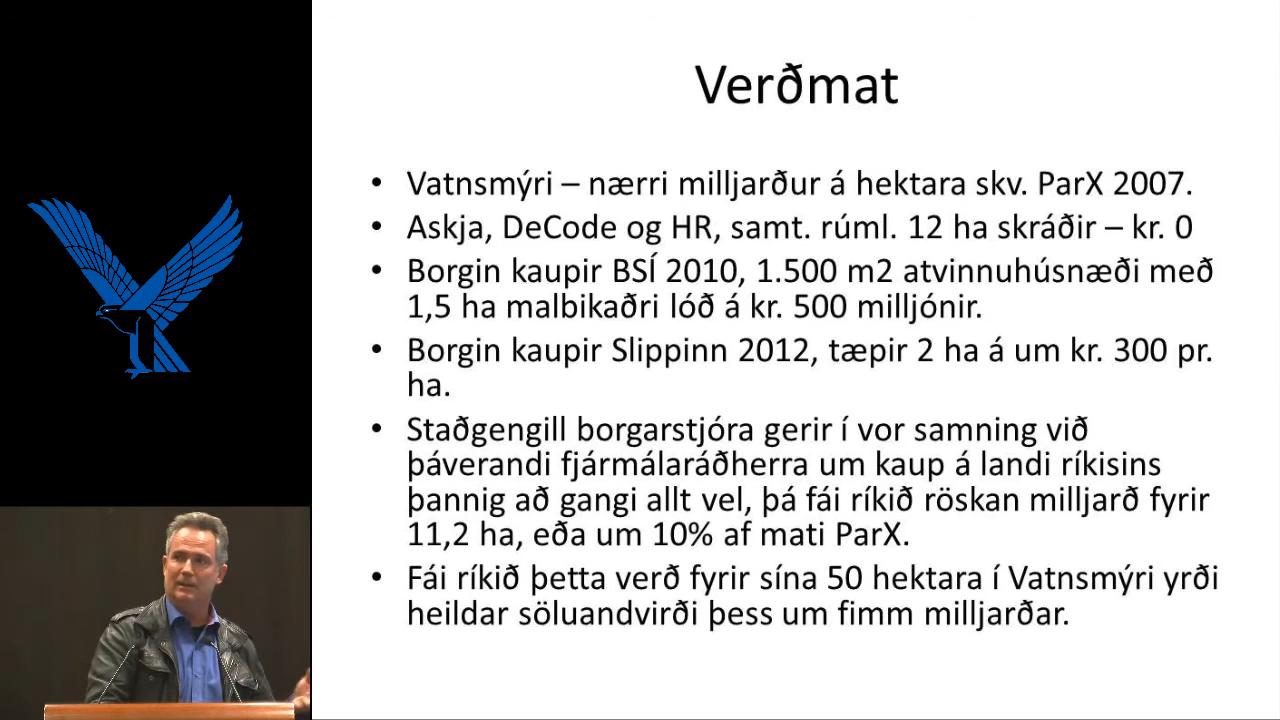 Verðmat
• Vatnsmýri – nærri milljarður á hektara skv. ParX 2007.
• Askja, DeCode og HR, samt. rúml. 12 ha skráðir – kr. 0
• Borgin kaupir BSÍ 2010, 1.500 m2 atvinnuhúsnæði með
1,5 ha malbikaðri lóð á kr. 500 milljónir.
• Borgin kaupir Slippinn 2012, tæpir 2 ha á um kr. 300 pr.
ha.
• Staðgengill borgarstjóra gerir í vor samning við
þáverandi fjármálaráðherra um kaup á landi ríkisins
þannig að gangi allt vel, þá fái ríkið röskan milljarð fyrir
11,2 ha, eða um 10% af mati ParX.
• Fái ríkið þetta verð fyrir sína 50 hektara í Vatnsmýri yrði
heildar söluandvirði þess um fimm milljarðar.